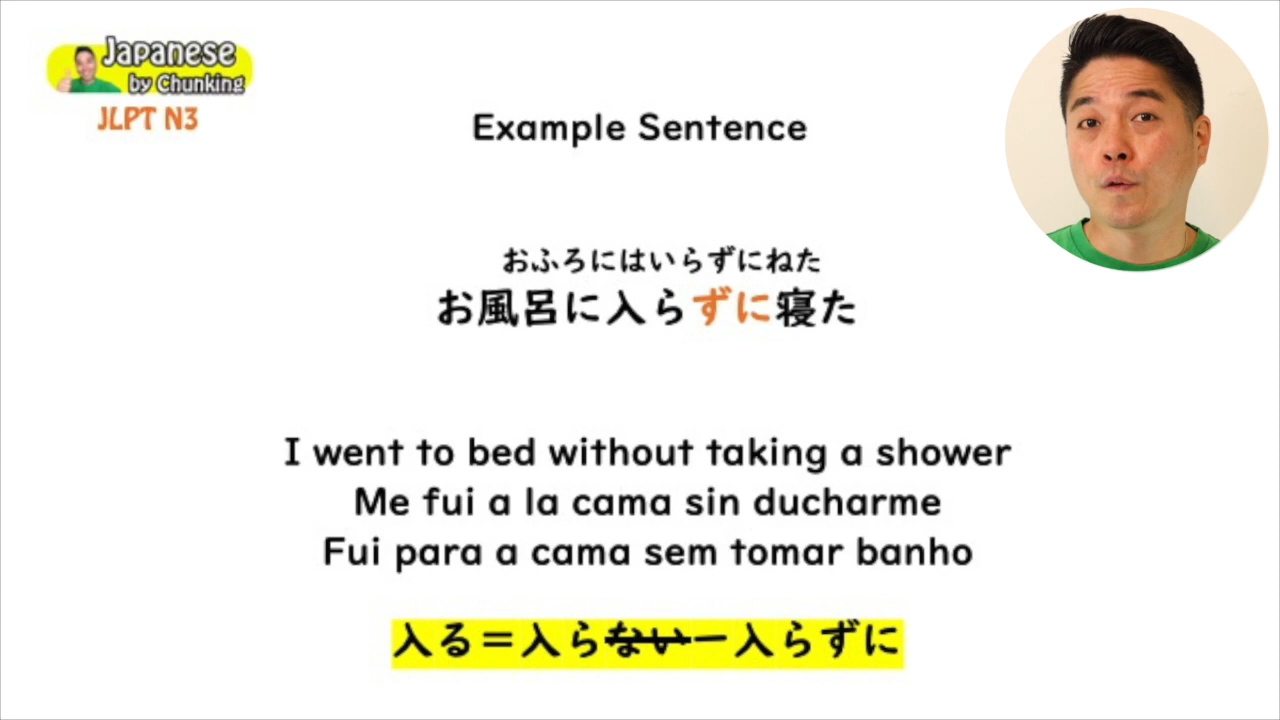 Japanese
by Chunking
JLPT N3
Example Sentence
おふろにはいらずにねた
お風呂に入らずに寝た
I went to bed without taking a shower
Me fui a la cama sin ducharme
Fui para a cama sem tomar banho
入る＝入らないー入らずに